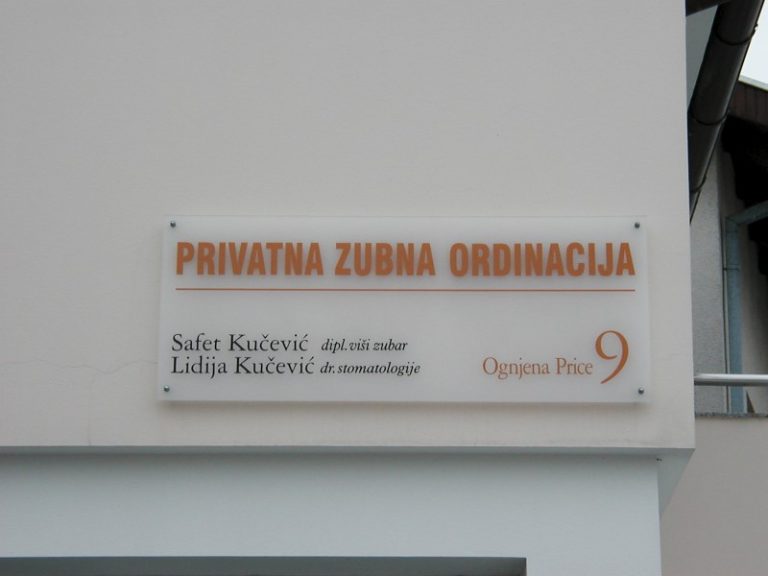 PRIVATNA ZUBNA ORDINACIJA
Safet Kučević dipl. viši zubar
Lidija Kučević dr. stomatologije
Ognjena Price 9